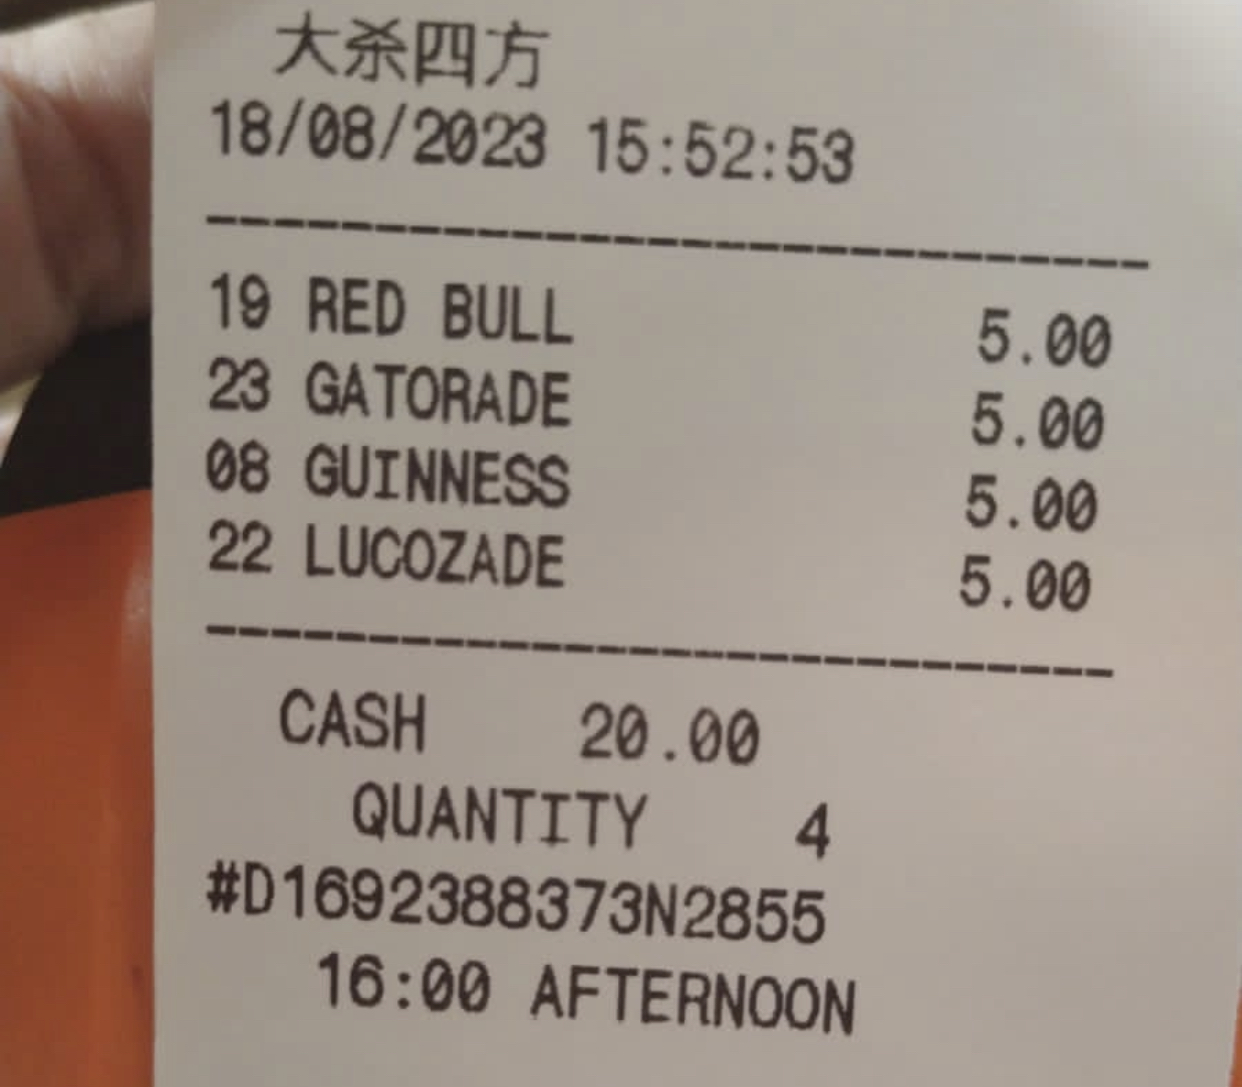 大杀四方
18/08/2023 15:52:53
----------------------------
19 RED BULL 5.00
23 GATORADE 5.00
08 GUINNESS 5.00
22 LUCOZADE 5.00
----------------------------
CASH 20.00
QUANTITY 4
#D1692388373N2855
16:00 AFTERNOON